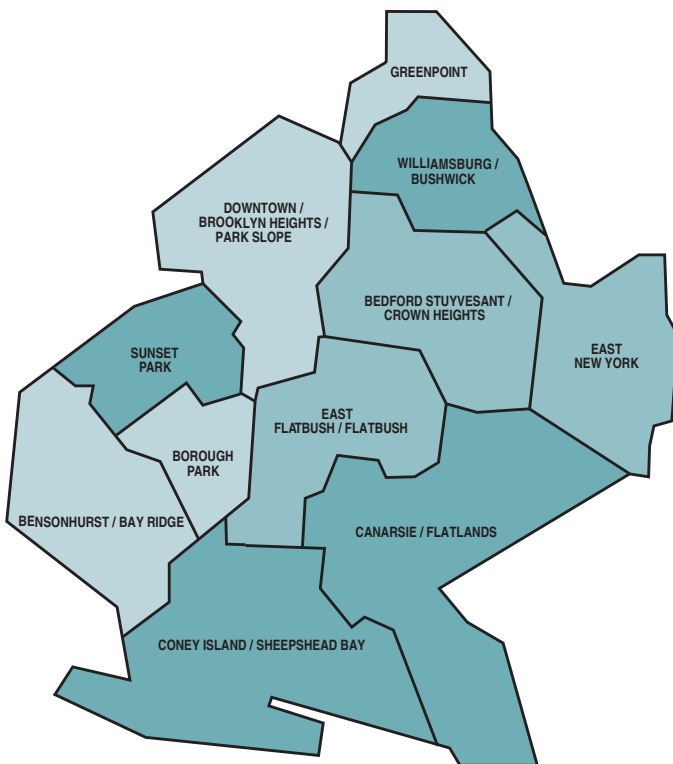 GREENPOINT
WILLIAMSBURG /
BUSHWICK
DOWNTOWN /
BROOKLYN HEIGHTS /
PARK SLOPE
BEDFORD STUYVESANT /
CROWN HEIGHTS
SUNSET
PARK
EAST
NEW YORK
EAST
FLATBUSH / FLATBUSH
BOROUGH
PARK
BENSONHURST / BAY RIDGE
CANARSIE / FLATLANDS
CONEY ISLAND / SHEEPSHEAD BAY